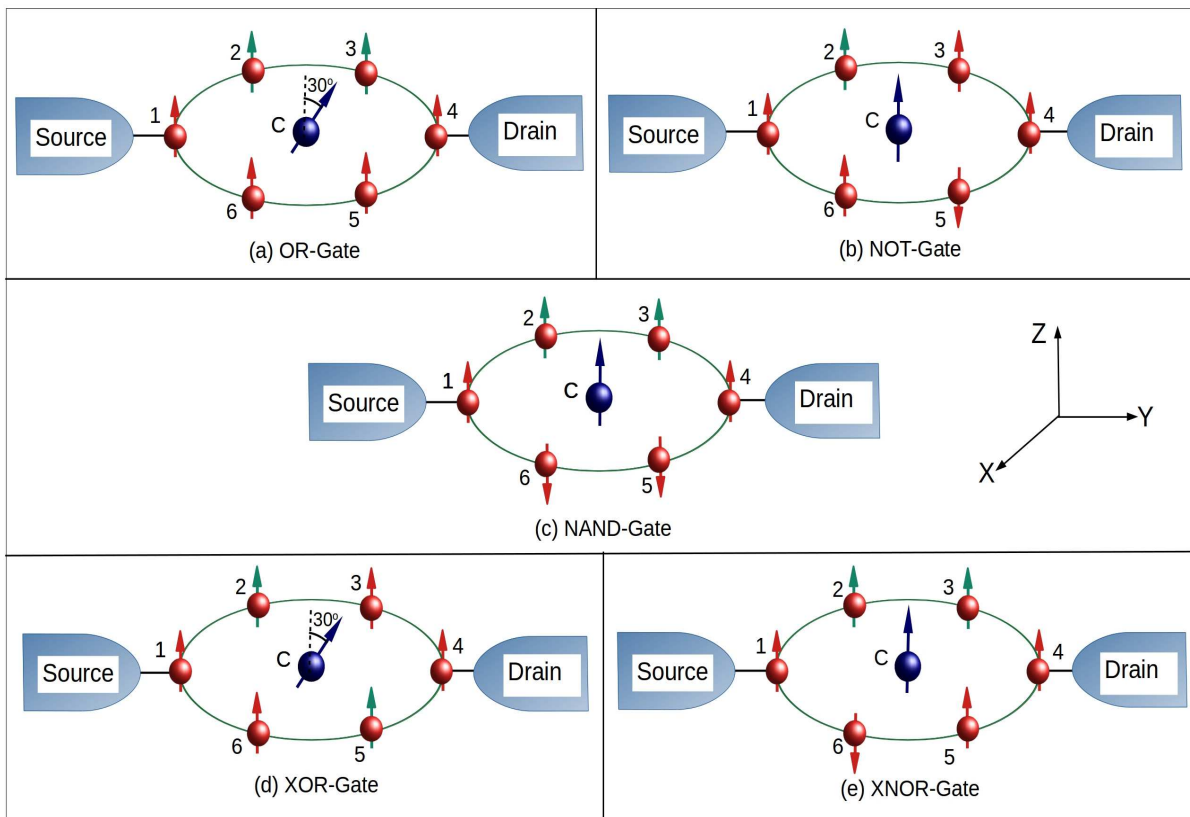 2
3
30º
1
C
4
Source
Drain
6
5
(a) OR-Gate
2
3
1
C
4
Source
Drain
6
5
(b) NOT-Gate
2
3
1
C
4
Source
Drain
6
5
(c) NAND-Gate
Z
Y
X
2
3
30º
1
C
4
Source
Drain
6
5
(d) XOR-Gate
2
3
1
C
4
Source
Drain
6
5
(e) XNOR-Gate